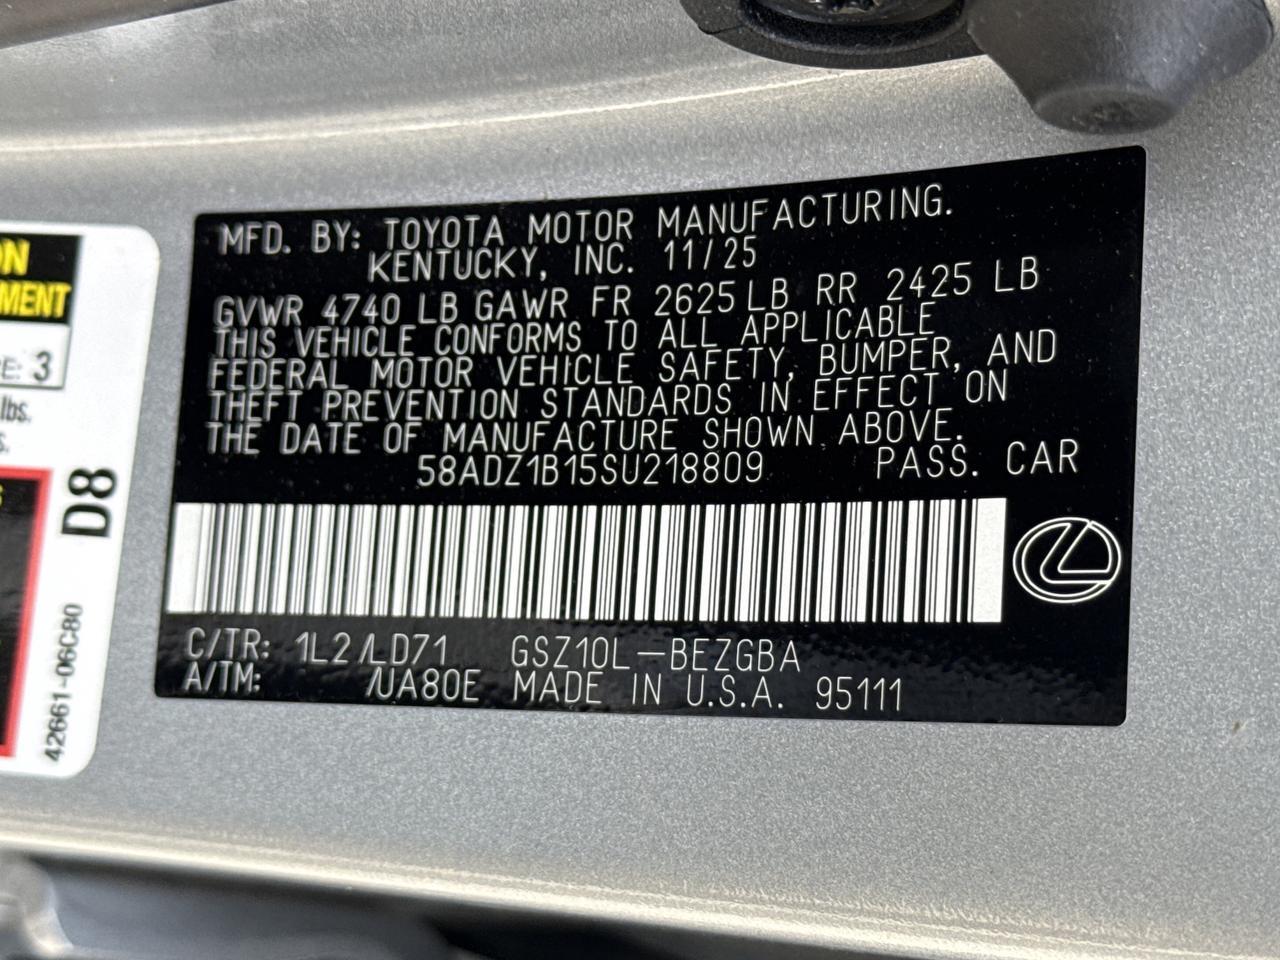 ON
MENT
E: 3
lbs.
s.
S
D8
42661-06C80
MFD. BY: TOYOTA MOTOR MANUFACTURING.
KENTUCKY, INC. 11/25
GVWR 4740 LB GAWR FR 2625 LB RR 2425 LB
THIS VEHICLE CONFORMS TO ALL APPLICABLE
FEDERAL MOTOR VEHICLE SAFETY, BUMPER, AND
THEFT PREVENTION STANDARDS IN EFFECT ON
THE DATE OF MANUFACTURE SHOWN ABOVE.
58ADZ1B15SU218809 PASS. CAR
C/TR: 1L2/LD71 GSZ10L-BEZGBA
A/TM: /UA80E MADE IN U.S.A. 95111